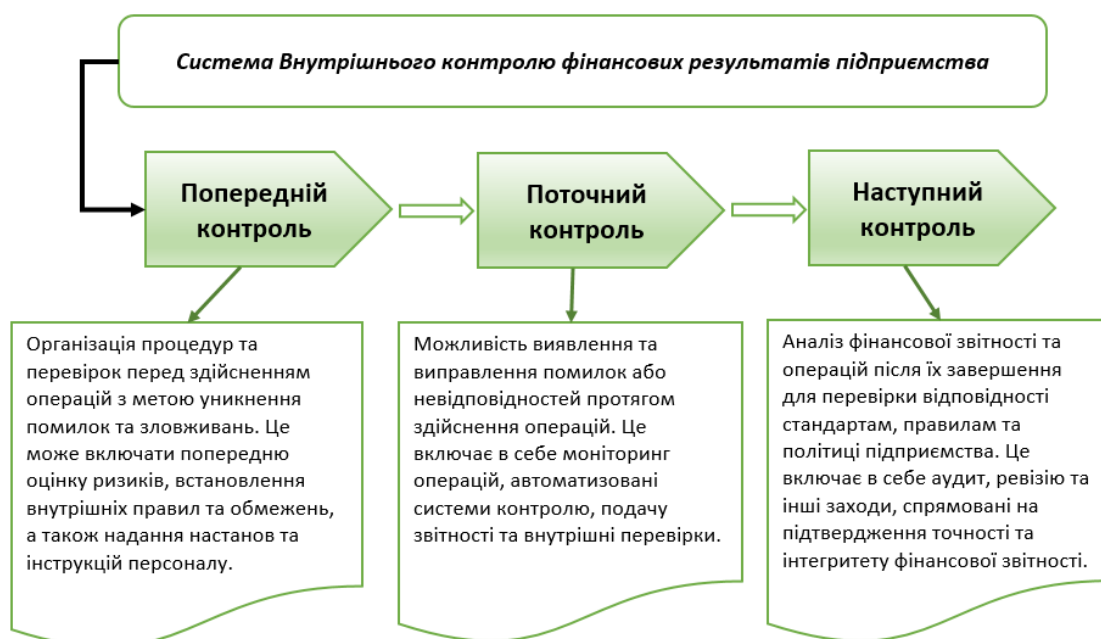 Система Внутрішнього контролю фінансових результатів підприємства
Попередній
контроль
Поточний
контроль
Наступний
контроль
Організація процедур та
перевірок перед здійсненням
операцій з метою уникнення
помилок та зловживань. Це
може включати попередню
оцінку ризиків, встановлення
внутрішніх правил та обмежень,
а також надання настанов та
інструкцій персоналу.
Можливість виявлення та
виправлення помилок або
невідповідностей протягом
здійснення операцій. Це
включає в себе моніторинг
операцій, автоматизовані
системи контролю, подачу
звітності та внутрішні перевірки.
Аналіз фінансової звітності та
операцій після їх завершення
для перевірки відповідності
стандартам, правилам та
політиці підприємства. Це
включає в себе аудит, ревізію та
інші заходи, спрямовані на
підтвердження точності та
інтегритету фінансової звітності.